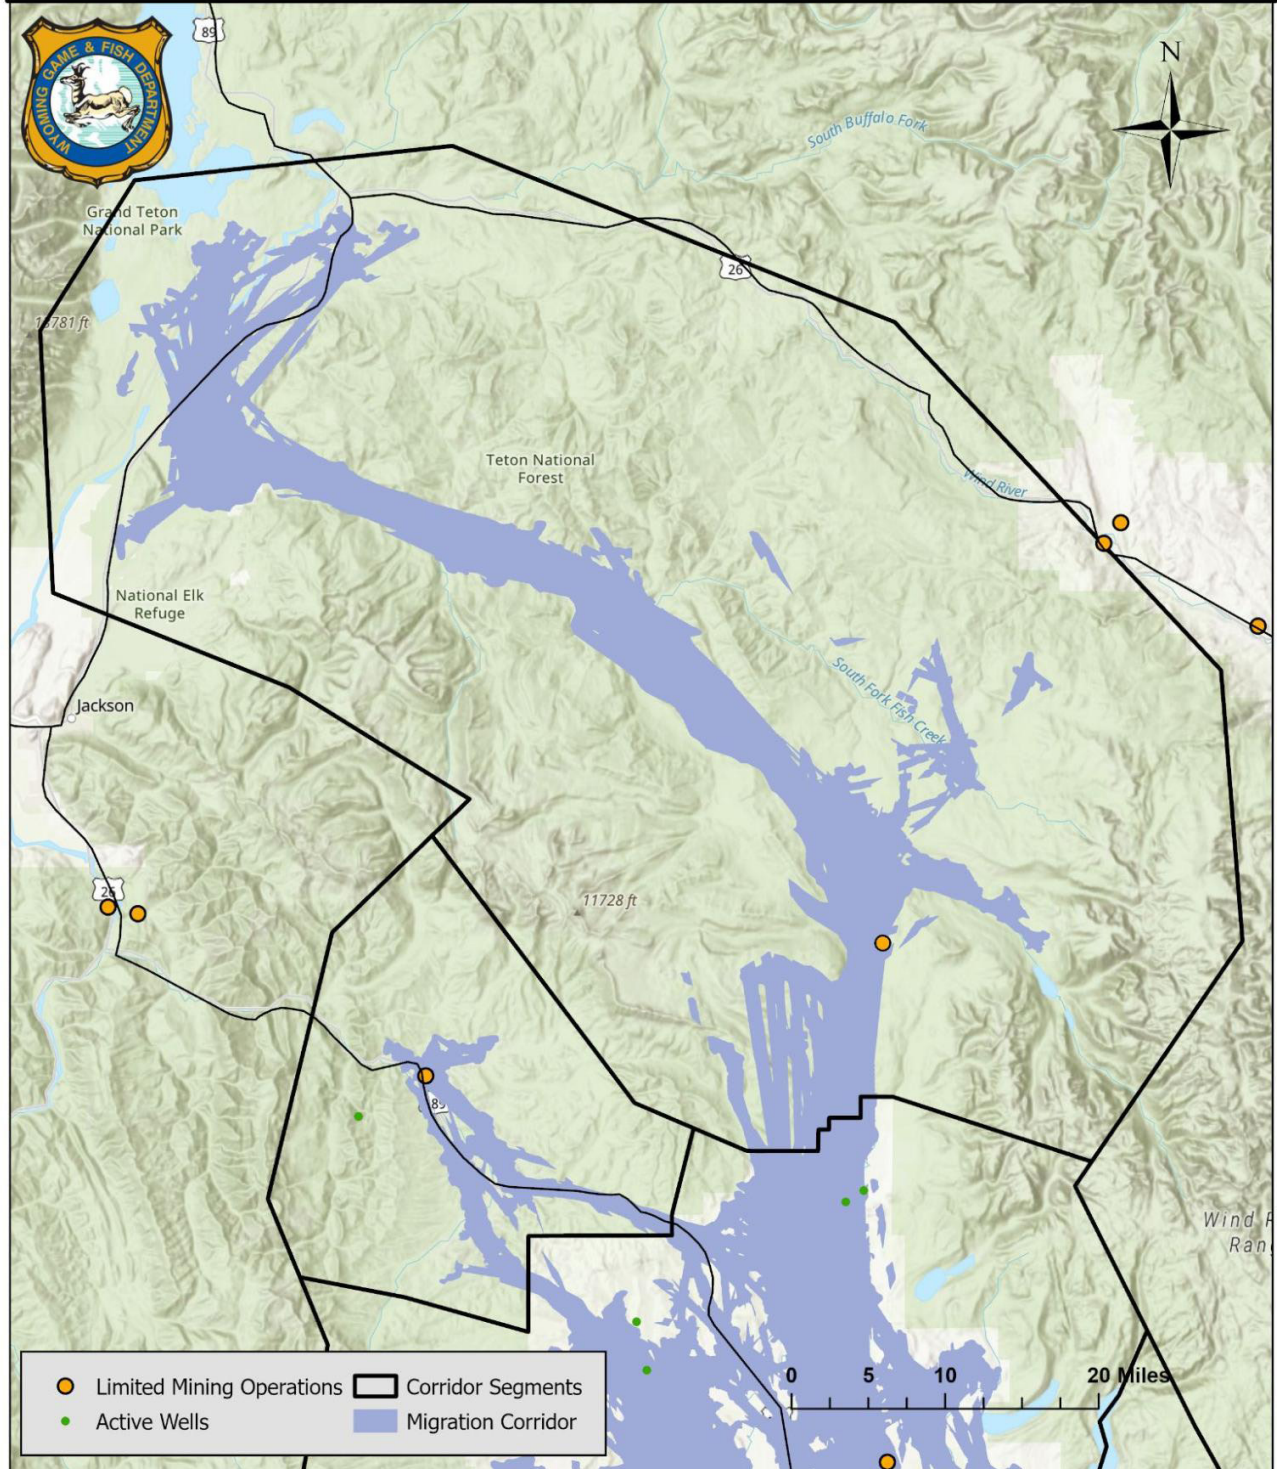 WYOMING GAME & FISH DEPARTMENT
89
N
South Buffalo Fork
Grand Teton
National Park
26
13781 ft
Teton National
Forest
Wind River
National Elk
Refuge
South Fork Fish Creek
Jackson
26
11728 ft
89
Wind
0 5 10 20 Miles
Limited Mining Operations
Corridor Segments
Active Wells
Migration Corridor